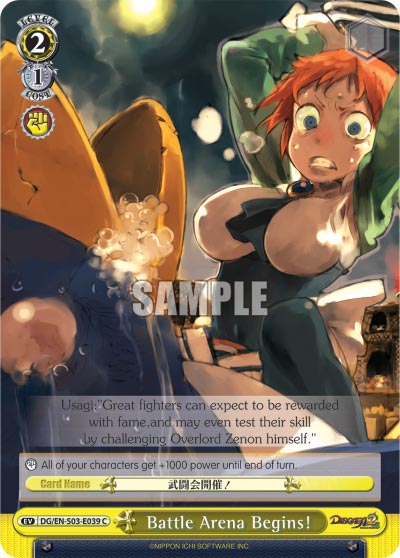 LEVEL
2
1
COST
SAMPLE
Usagi:"Great fighters can expect to be rewarded
with fame,and may even test their skill
by challenging Overlord Zenon himself."
All of your characters get +1000 power until end of turn.
Card Name 武闘会開催！
EV DG/EN-S03-E039 C Battle Arena Begins! DISGAEA 2
©NIPPON ICHI SOFTWARE INC.